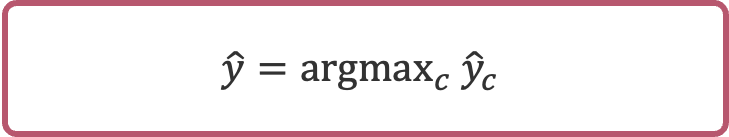 ŷ = argmax_c ŷ_c